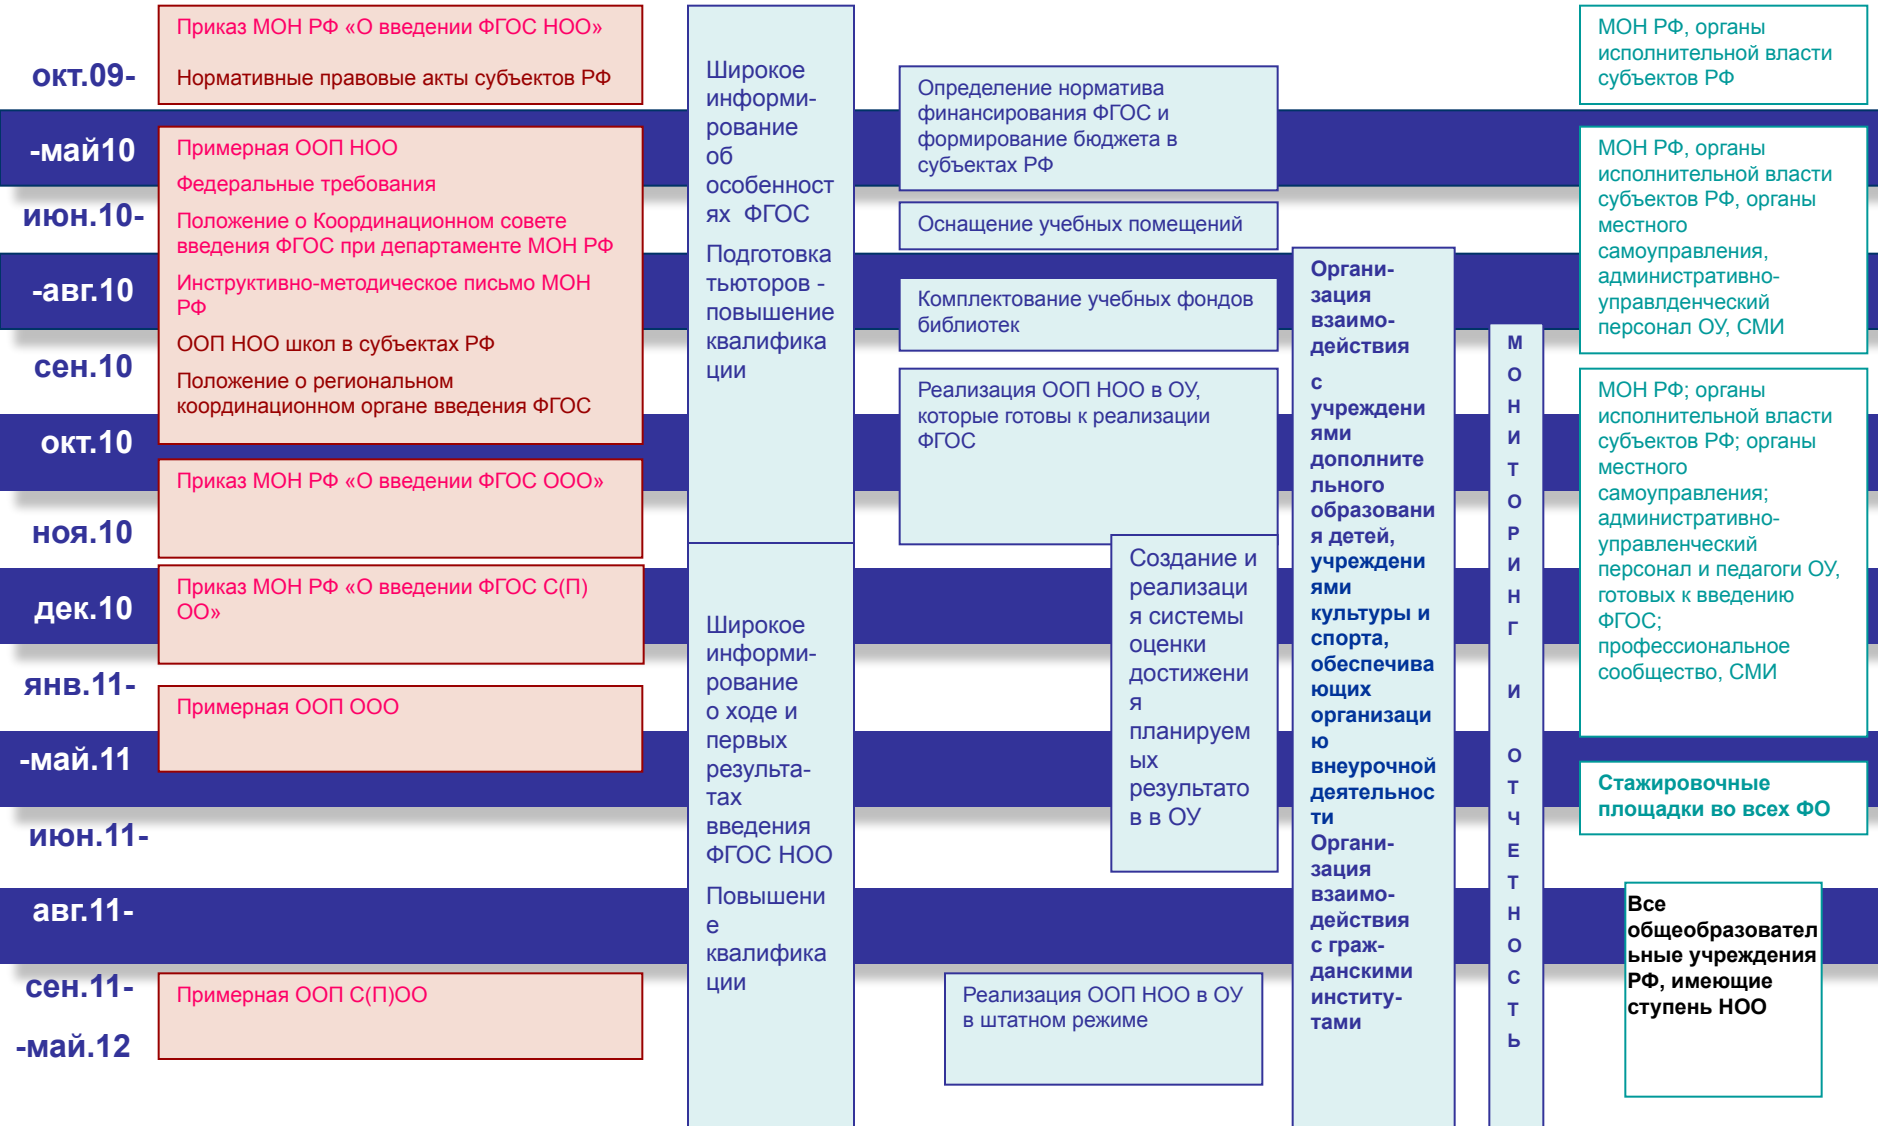 окт.09-
-май10
июн.10-
-авг.10
сен.10
окт.10
ноя.10
дек.10
янв.11-
-май.11
июн.11-
авг.11-
сен.11-
-май.12
Приказ МОН РФ «О введении ФГОС НОО»
Нормативные правовые акты субъектов РФ
Примерная ООП НОО
Федеральные требования
Положение о Координационном совете
введения ФГОС при департаменте МОН РФ
Инструктивно-методическое письмо МОН
РФ
ООП НОО школ в субъектах РФ
Положение о региональном
координационном органе введения ФГОС
Приказ МОН РФ «О введении ФГОС ООО»
Приказ МОН РФ «О введении ФГОС С(П)
ОО»
Примерная ООП ООО
Примерная ООП С(П)ОО
Широкое
информи-
рование
об
особенност
ях ФГОС
Подготовка
тьюторов -
повышение
квалифика
ции
Широкое
информи-
рование
о ходе и
первых
результа-
тах
введения
ФГОС НОО
Повышени
е
квалифика
ции
Определение норматива
финансирования ФГОС и
формирование бюджета в
субъектах РФ
Оснащение учебных помещений
Комплектование учебных фондов
библиотек
Реализация ООП НОО в ОУ,
которые готовы к реализации
ФГОС
Создание и
реализаци
я системы
оценки
достижени
я
планируем
ых
результато
в в ОУ
Реализация ООП НОО в ОУ
в штатном режиме
Органи-
зация
взаимо-
действия
с
учреждени
ями
дополните
льного
образовани
я детей,
учреждени
ями
культуры и
спорта,
обеспечива
ющих
организаци
ю
внеурочной
деятельнос
ти
Органи-
зация
взаимо-
действия
с граж-
данскими
институ-
тами
М
О
Н
И
Т
О
Р
И
Н
Г
И
О
Т
Ч
Е
Т
Н
О
С
Т
Ь
МОН РФ, органы
исполнительной власти
субъектов РФ
МОН РФ, органы
исполнительной власти
субъектов РФ, органы
местного
самоуправления,
административно-
управлденческий
персонал ОУ, СМИ
МОН РФ; органы
исполнительной власти
субъектов РФ; органы
местного
самоуправления;
административно-
управленческий
персонал и педагоги ОУ,
готовых к введению
ФГОС;
профессиональное
сообщество, СМИ
Стажировочные
площадки во всех ФО
Все
общеобразовател
ьные учреждения
РФ, имеющие
ступень НОО